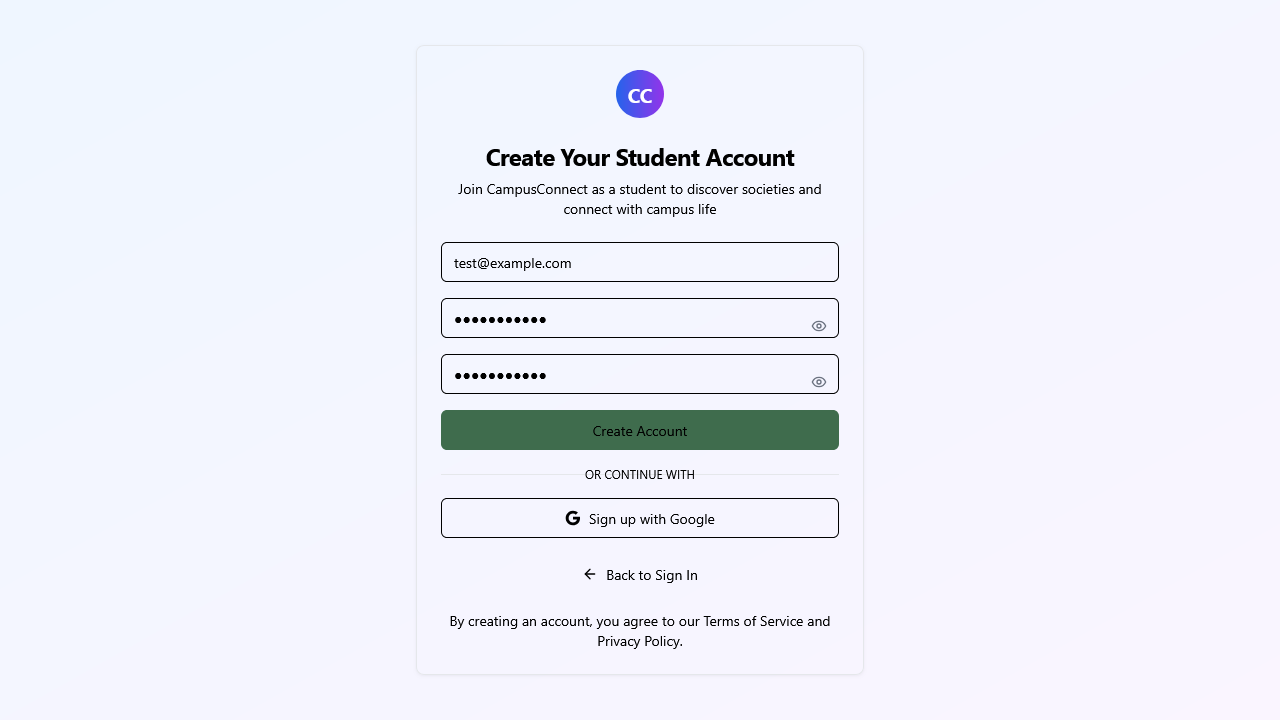 CC
Create Your Student Account
Join CampusConnect as a student to discover societies and
connect with campus life
test@example.com
•••••••••••
•••••••••••
Create Account
OR CONTINUE WITH
G Sign up with Google
← Back to Sign In
By creating an account, you agree to our Terms of Service and
Privacy Policy.